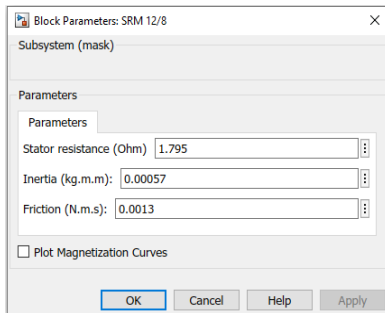 Block Parameters: SRM 12/8
Subsystem (mask)
Parameters
Parameters
Stator resistance (Ohm) 1.795
Inertia (kg.m.m): 0.00057
Friction (N.m.s): 0.0013
Plot Magnetization Curves
OK Cancel Help Apply